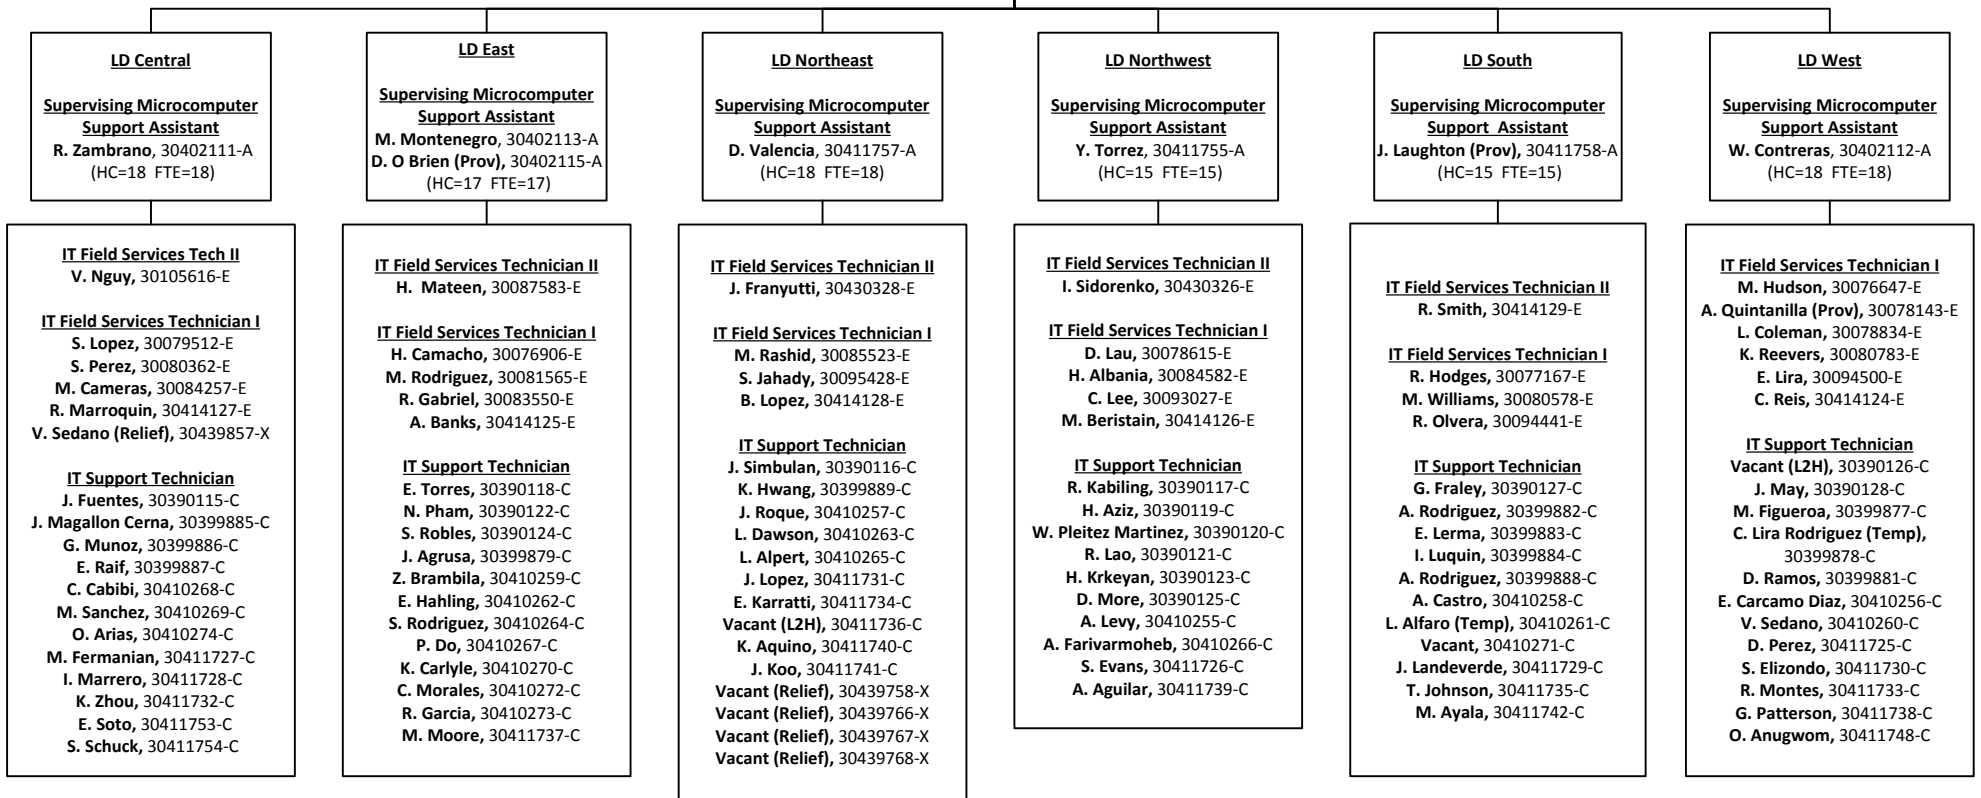 LD Central
Supervising Microcomputer
Support Assistant
R. Zambrano, 30402111-A
(HC=18 FTE=18)
IT Field Services Tech II
V. Nguy, 30105616-E
IT Field Services Technician I
S. Lopez, 30079512-E
S. Perez, 30080362-E
M. Cameras, 30084257-E
R. Marroquin, 30414127-E
V. Sedano (Relief), 30439857-X
IT Support Technician
J. Fuentes, 30390115-C
J. Magallon Cerna, 30399885-C
G. Munoz, 30399886-C
E. Raif, 30399887-C
C. Cabibi, 30410268-C
M. Sanchez, 30410269-C
O. Arias, 30410274-C
M. Fermanian, 30411727-C
I. Marrero, 30411728-C
K. Zhou, 30411732-C
E. Soto, 30411753-C
S. Schuck, 30411754-C
LD East
Supervising Microcomputer
Support Assistant
M. Montenegro, 30402113-A
D. O Brien (Prov), 30402115-A
(HC=17 FTE=17)
IT Field Services Technician II
H. Mateen, 30087583-E
IT Field Services Technician I
H. Camacho, 30076906-E
M. Rodriguez, 30081565-E
R. Gabriel, 30083550-E
A. Banks, 30414125-E
IT Support Technician
E. Torres, 30390118-C
N. Pham, 30390122-C
S. Robles, 30390124-C
J. Agrusa, 30399879-C
Z. Brambila, 30410259-C
E. Hahling, 30410262-C
S. Rodriguez, 30410264-C
P. Do, 30410267-C
K. Carlyle, 30410270-C
C. Morales, 30410272-C
R. Garcia, 30410273-C
M. Moore, 30411737-C
LD Northeast
Supervising Microcomputer
Support Assistant
D. Valencia, 30411757-A
(HC=18 FTE=18)
IT Field Services Technician II
J. Franyutti, 30430328-E
IT Field Services Technician I
M. Rashid, 30085523-E
S. Jahady, 30095428-E
B. Lopez, 30414128-E
IT Support Technician
J. Simbulan, 30390116-C
K. Hwang, 30399889-C
J. Roque, 30410257-C
L. Dawson, 30410263-C
L. Alpert, 30410265-C
J. Lopez, 30411731-C
E. Karratti, 30411734-C
Vacant (L2H), 30411736-C
K. Aquino, 30411740-C
J. Koo, 30411741-C
Vacant (Relief), 30439758-X
Vacant (Relief), 30439766-X
Vacant (Relief), 30439767-X
Vacant (Relief), 30439768-X
LD Northwest
Supervising Microcomputer
Support Assistant
Y. Torrez, 30411755-A
(HC=15 FTE=15)
IT Field Services Technician II
I. Sidorenko, 30430326-E
IT Field Services Technician I
D. Lau, 30078615-E
H. Albania, 30084582-E
C. Lee, 30093027-E
M. Beristain, 30414126-E
IT Support Technician
R. Kabiling, 30390117-C
H. Aziz, 30390119-C
W. Pleitez Martinez, 30390120-C
R. Lao, 30390121-C
H. Krkeyan, 30390123-C
D. More, 30390125-C
A. Levy, 30410255-C
A. Farivarmoheb, 30410266-C
S. Evans, 30411726-C
A. Aguilar, 30411739-C
LD South
Supervising Microcomputer
Support Assistant
J. Laughton (Prov), 30411758-A
(HC=15 FTE=15)
IT Field Services Technician II
R. Smith, 30414129-E
IT Field Services Technician I
R. Hodges, 30077167-E
M. Williams, 30080578-E
R. Olvera, 30094441-E
IT Support Technician
G. Fraley, 30390127-C
A. Rodriguez, 30399882-C
E. Lerma, 30399883-C
I. Luquin, 30399884-C
A. Rodriguez, 30399888-C
A. Castro, 30410258-C
L. Alfaro (Temp), 30410261-C
Vacant, 30410271-C
J. Landeverde, 30411729-C
T. Johnson, 30411735-C
M. Ayala, 30411742-C
LD West
Supervising Microcomputer
Support Assistant
W. Contreras, 30402112-A
(HC=18 FTE=18)
IT Field Services Technician I
M. Hudson, 30076647-E
A. Quintanilla (Prov), 30078143-E
L. Coleman, 30078834-E
K. Reevers, 30080783-E
E. Lira, 30094500-E
C. Reis, 30414124-E
IT Support Technician
Vacant (L2H), 30390126-C
J. May, 30390128-C
M. Figueroa, 30399877-C
C. Lira Rodriguez (Temp),
30399878-C
D. Ramos, 30399881-C
E. Carcamo Diaz, 30410256-C
V. Sedano, 30410260-C
D. Perez, 30411725-C
S. Elizondo, 30411730-C
R. Montes, 30411733-C
G. Patterson, 30411738-C
O. Anugwom, 30411748-C